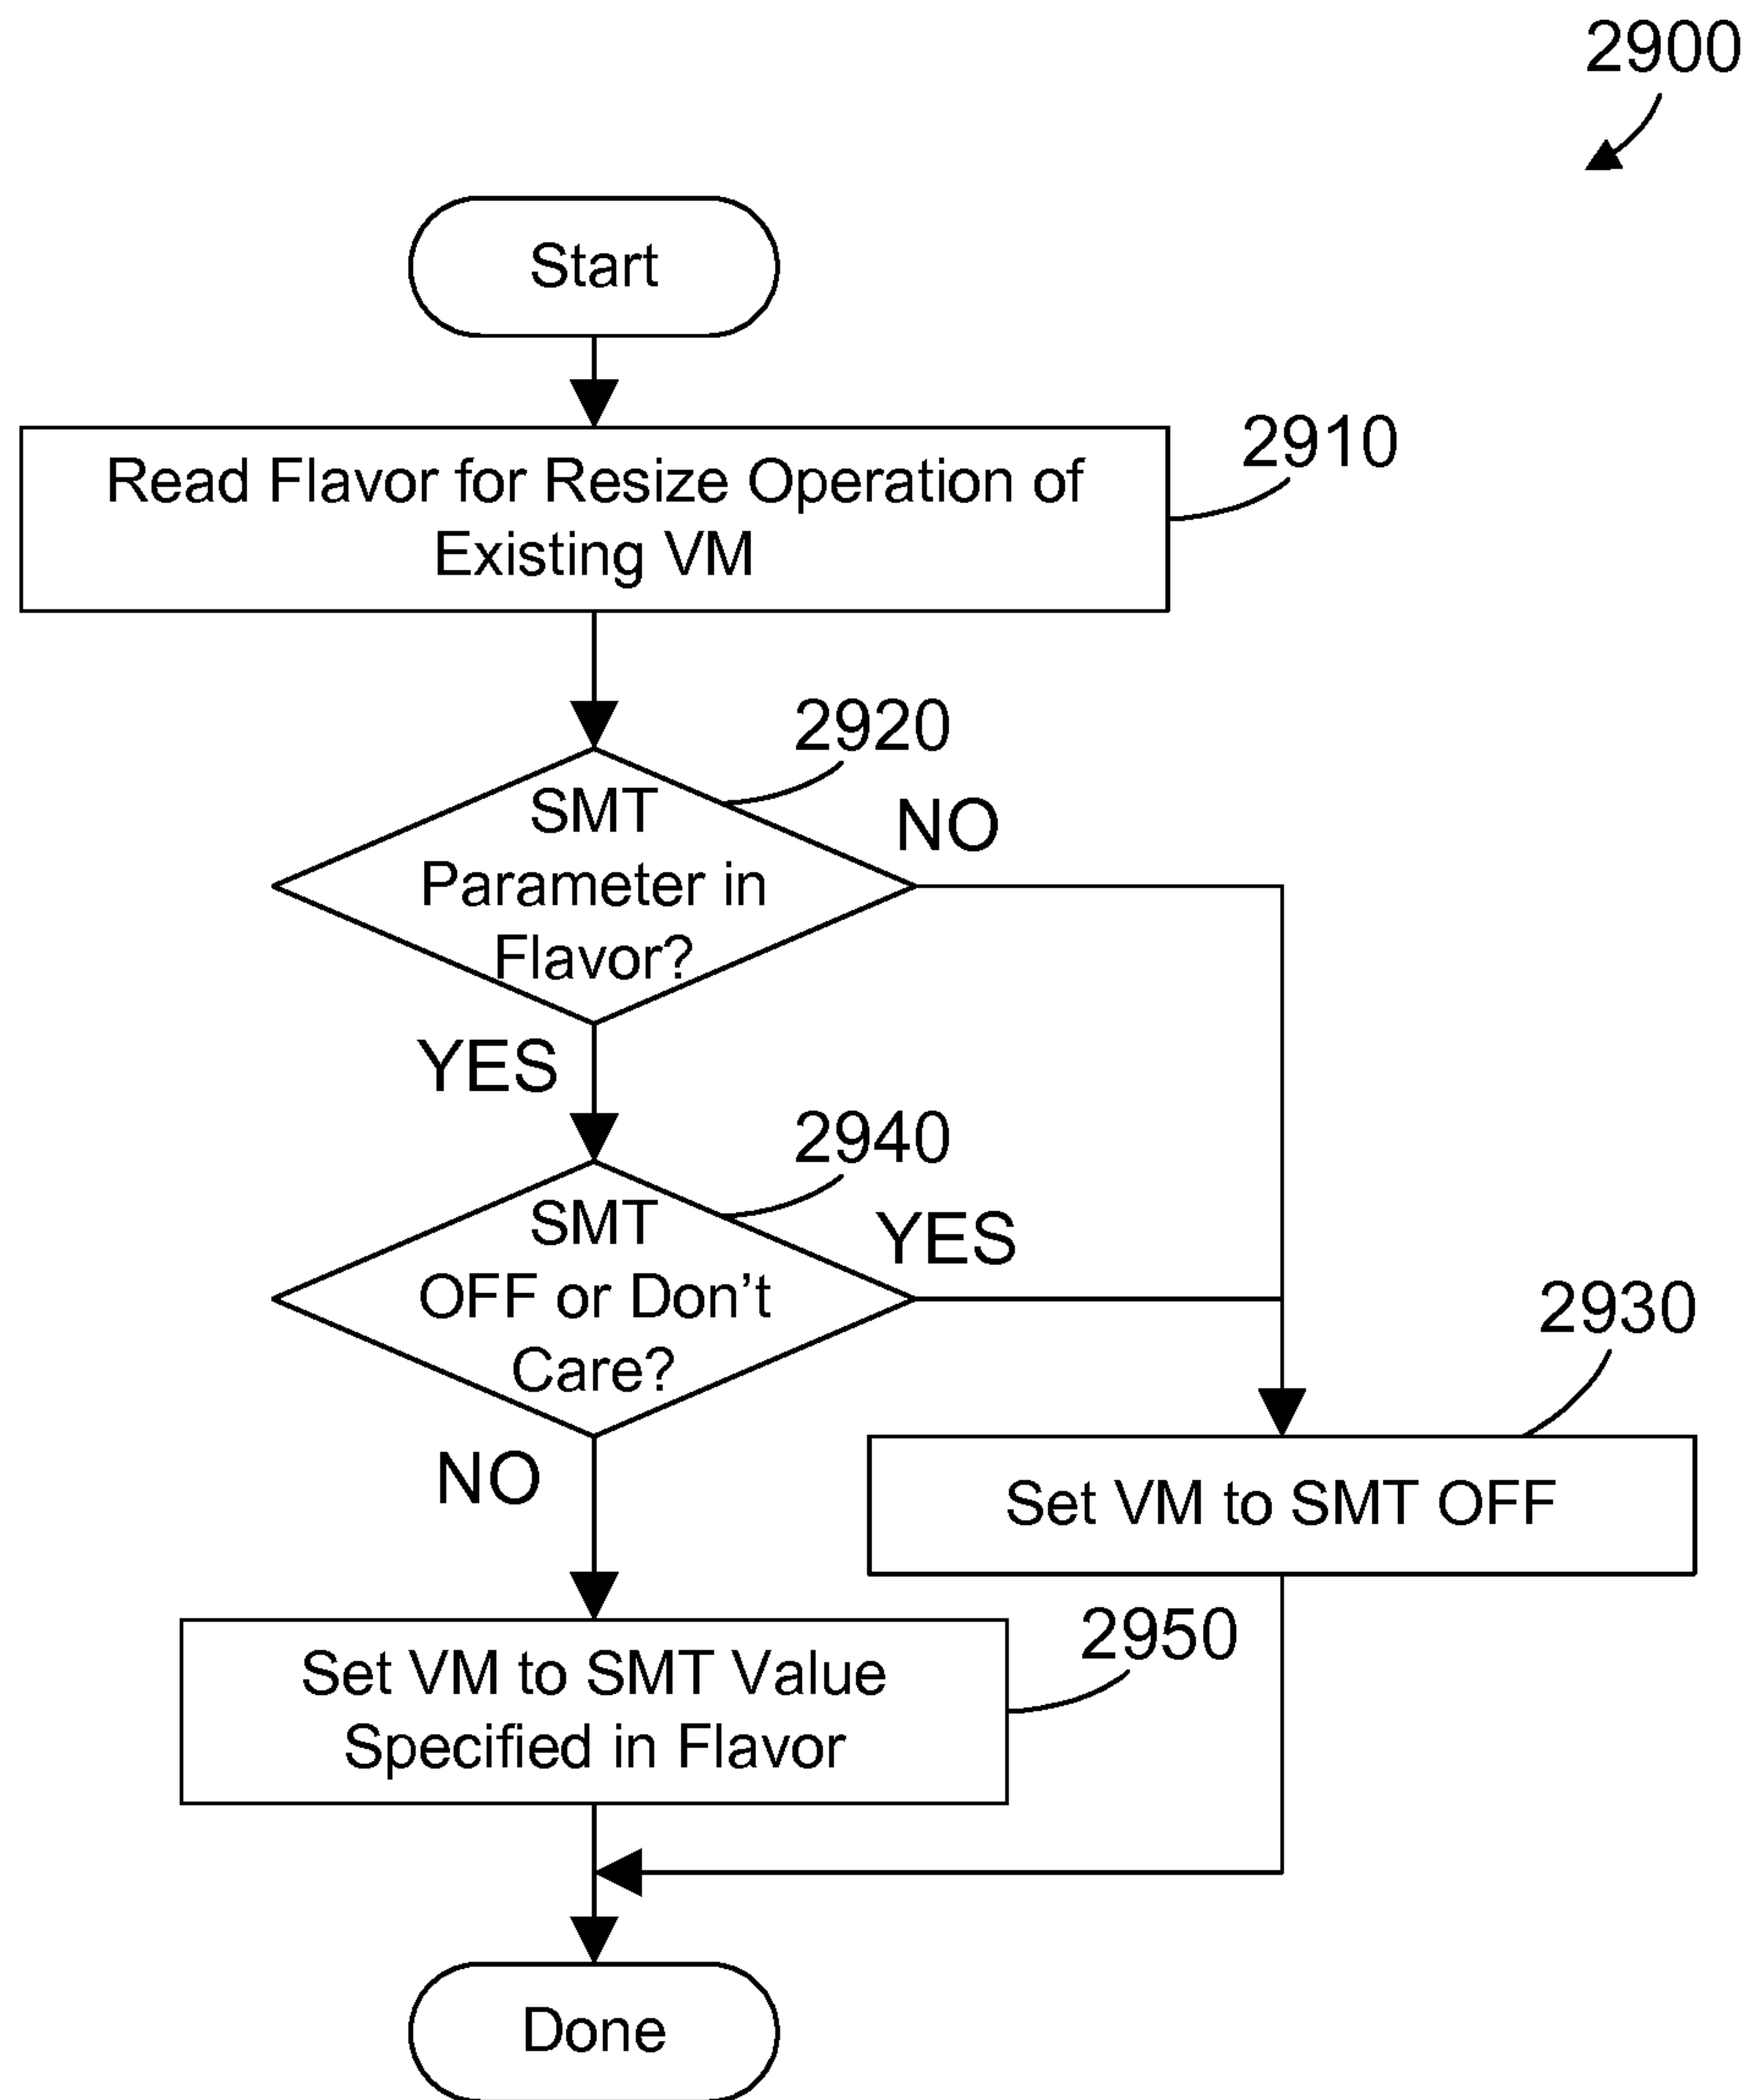 2900
Start
Read Flavor for Resize Operation of
Existing VM
2910
2920
SMT
Parameter in
Flavor?
NO
YES
2940
SMT
OFF or Don't
Care?
YES
NO
2930
Set VM to SMT OFF
2950
Set VM to SMT Value
Specified in Flavor
Done